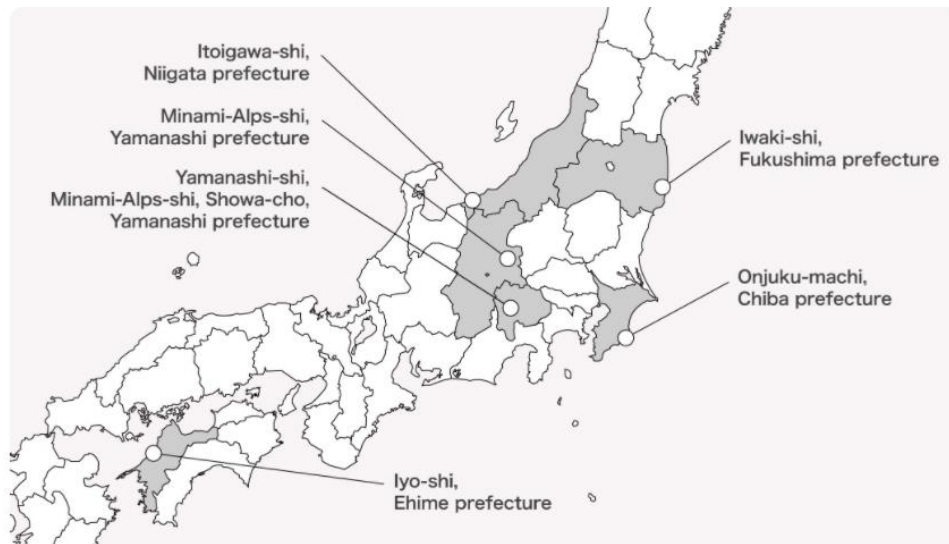 Itoigawa-shi,
Niigata prefecture
Minami-Alps-shi,
Yamanashi prefecture
Yamanashi-shi,
Minami-Alps-shi, Showa-cho,
Yamanashi prefecture
Iwaki-shi,
Fukushima prefecture
Onjuku-machi,
Chiba prefecture
Iyo-shi,
Ehime prefecture